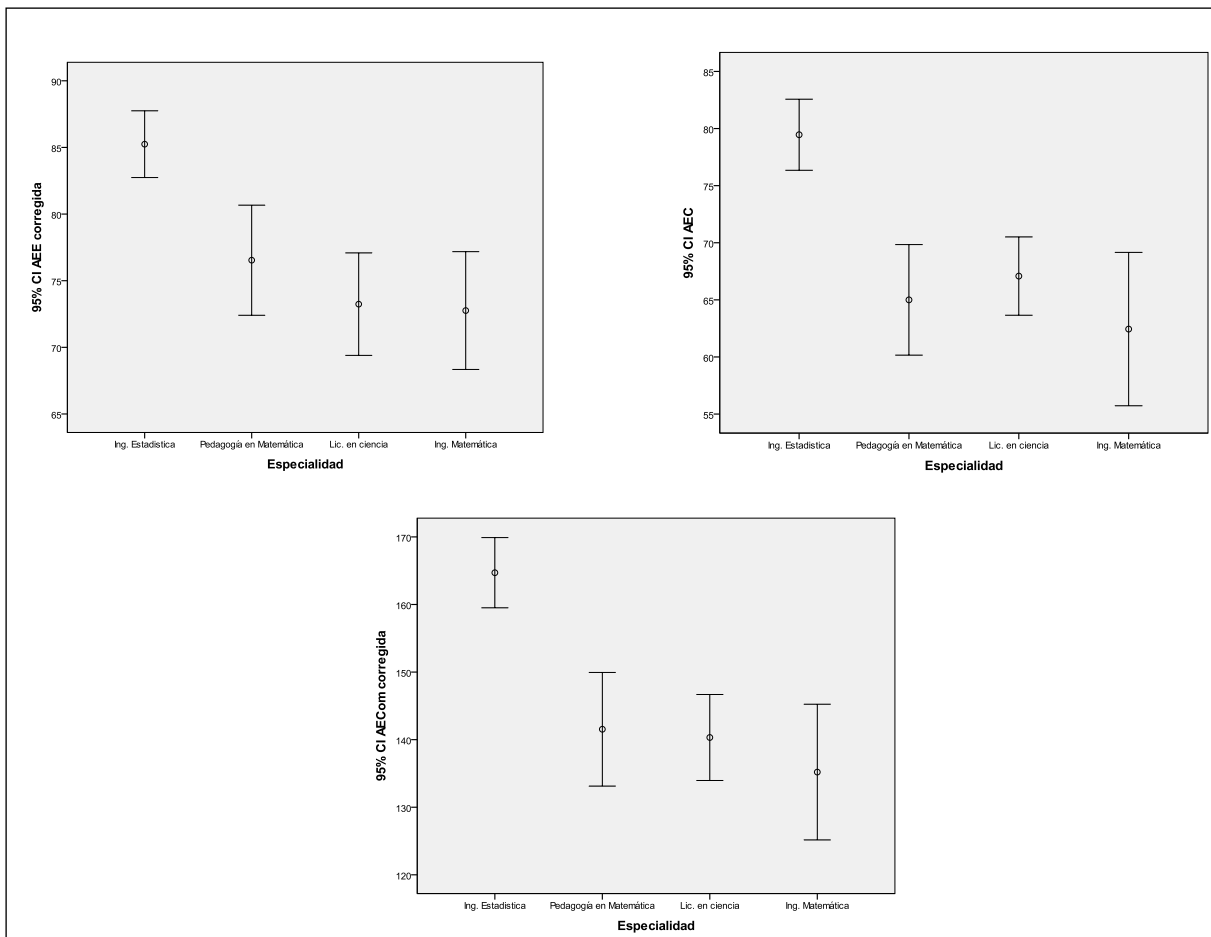 90
85
80
75
70
65
95% CI AEE corregida
Ing. Estadistica Pedagogía en Matemática Lic. en ciencia Ing. Matemática
Especialidad
85
80
75
70
65
60
55
95% CI AEC
Ing. Estadistica Pedagogía en Matemática Lic. en ciencia Ing. Matemática
Especialidad
170
160
150
140
130
120
95% CI AECom corregida
Ing. Estadistica Pedagogía en Matemática Lic. en ciencia Ing. Matemática
Especialidad